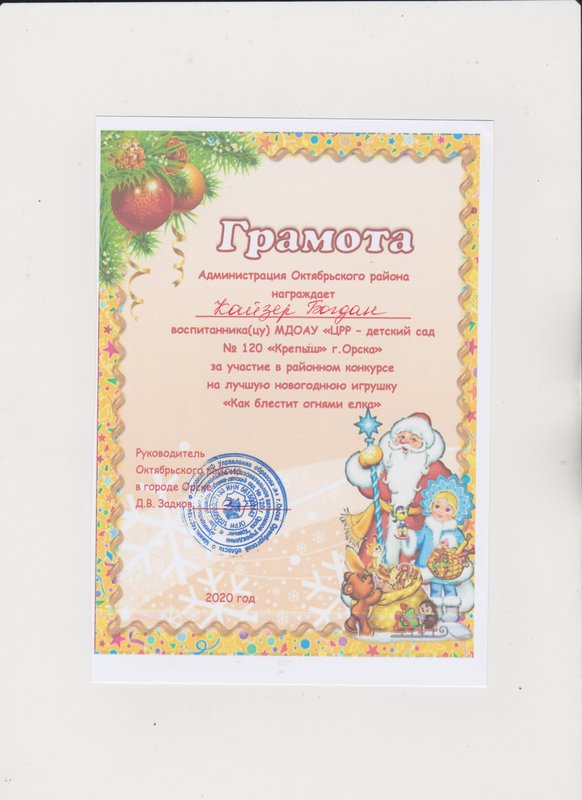 Грамота
Администрация Октябрьского района
награждает
Кайзер Богдан
воспитанника(цу) МДОАУ «ЦРР – детский сад
№ 120 «Крепыш» г.Орска»
за участие в районном конкурсе
на лучшую новогоднюю игрушку
«Как блестит огнями елка»
Руководитель
Октябрьского района
в городе Орске
Д.В. Задков
2020 год